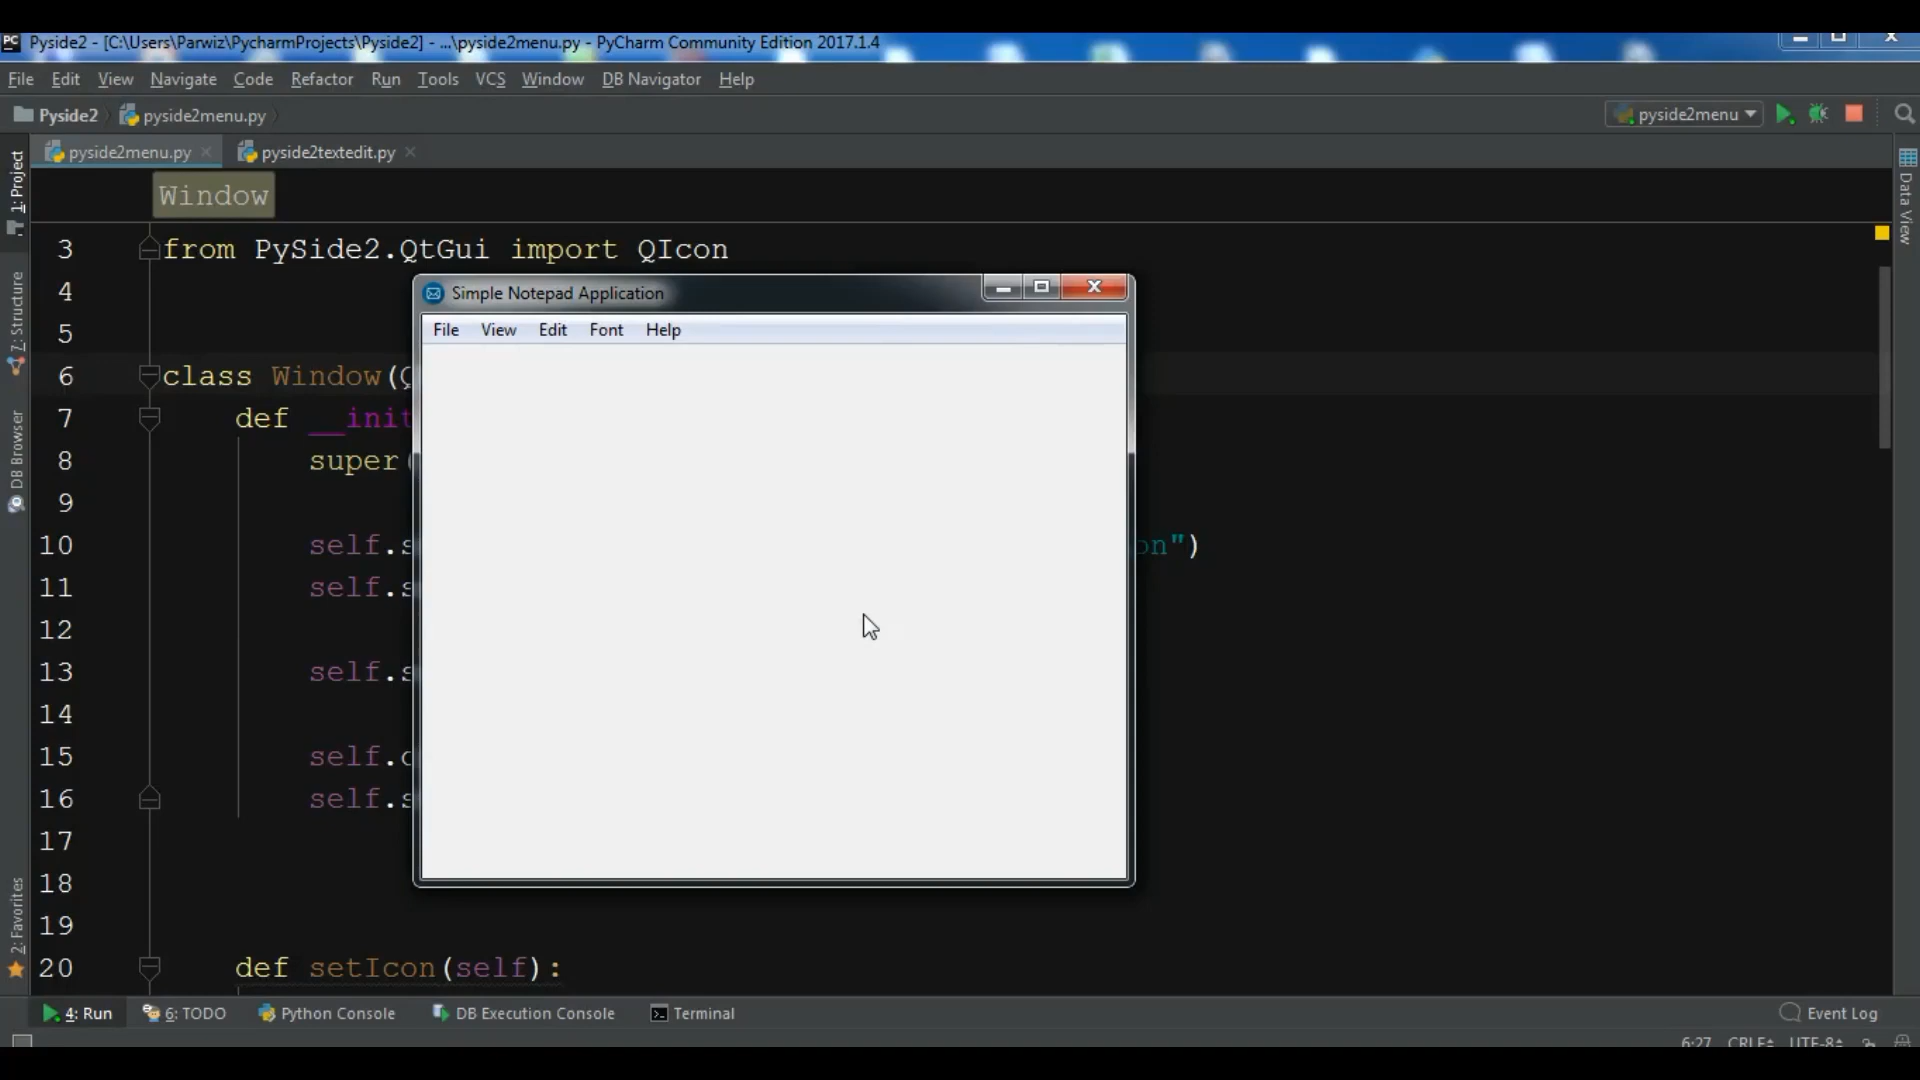 Pyside2 - [C:\Users\Parwiz\PycharmProjects\Pyside2] - ...\pyside2menu.py - PyCharm Community Edition 2017.1.4
File Edit View Navigate Code Refactor Run Tools VCS Window DB Navigator Help
Pyside2 pyside2menu.py pyside2menu
pyside2menu.py pyside2textedit.py
1: Project
7: Structure
DB Browser
2: Favorites
Data View
Window
3 from PySide2.QtGui import QIcon
4
5
6 class Window(
7 def __init
8 super(
9
10 self.s on")
11 self.s
12
13 self.s
14
15 self.c
16 self.s
17
18
19
20 def setIcon(self):
Simple Notepad Application
File View Edit Font Help
4: Run 6: TODO Python Console DB Execution Console Terminal Event Log
6:27 CRLF UTF-8